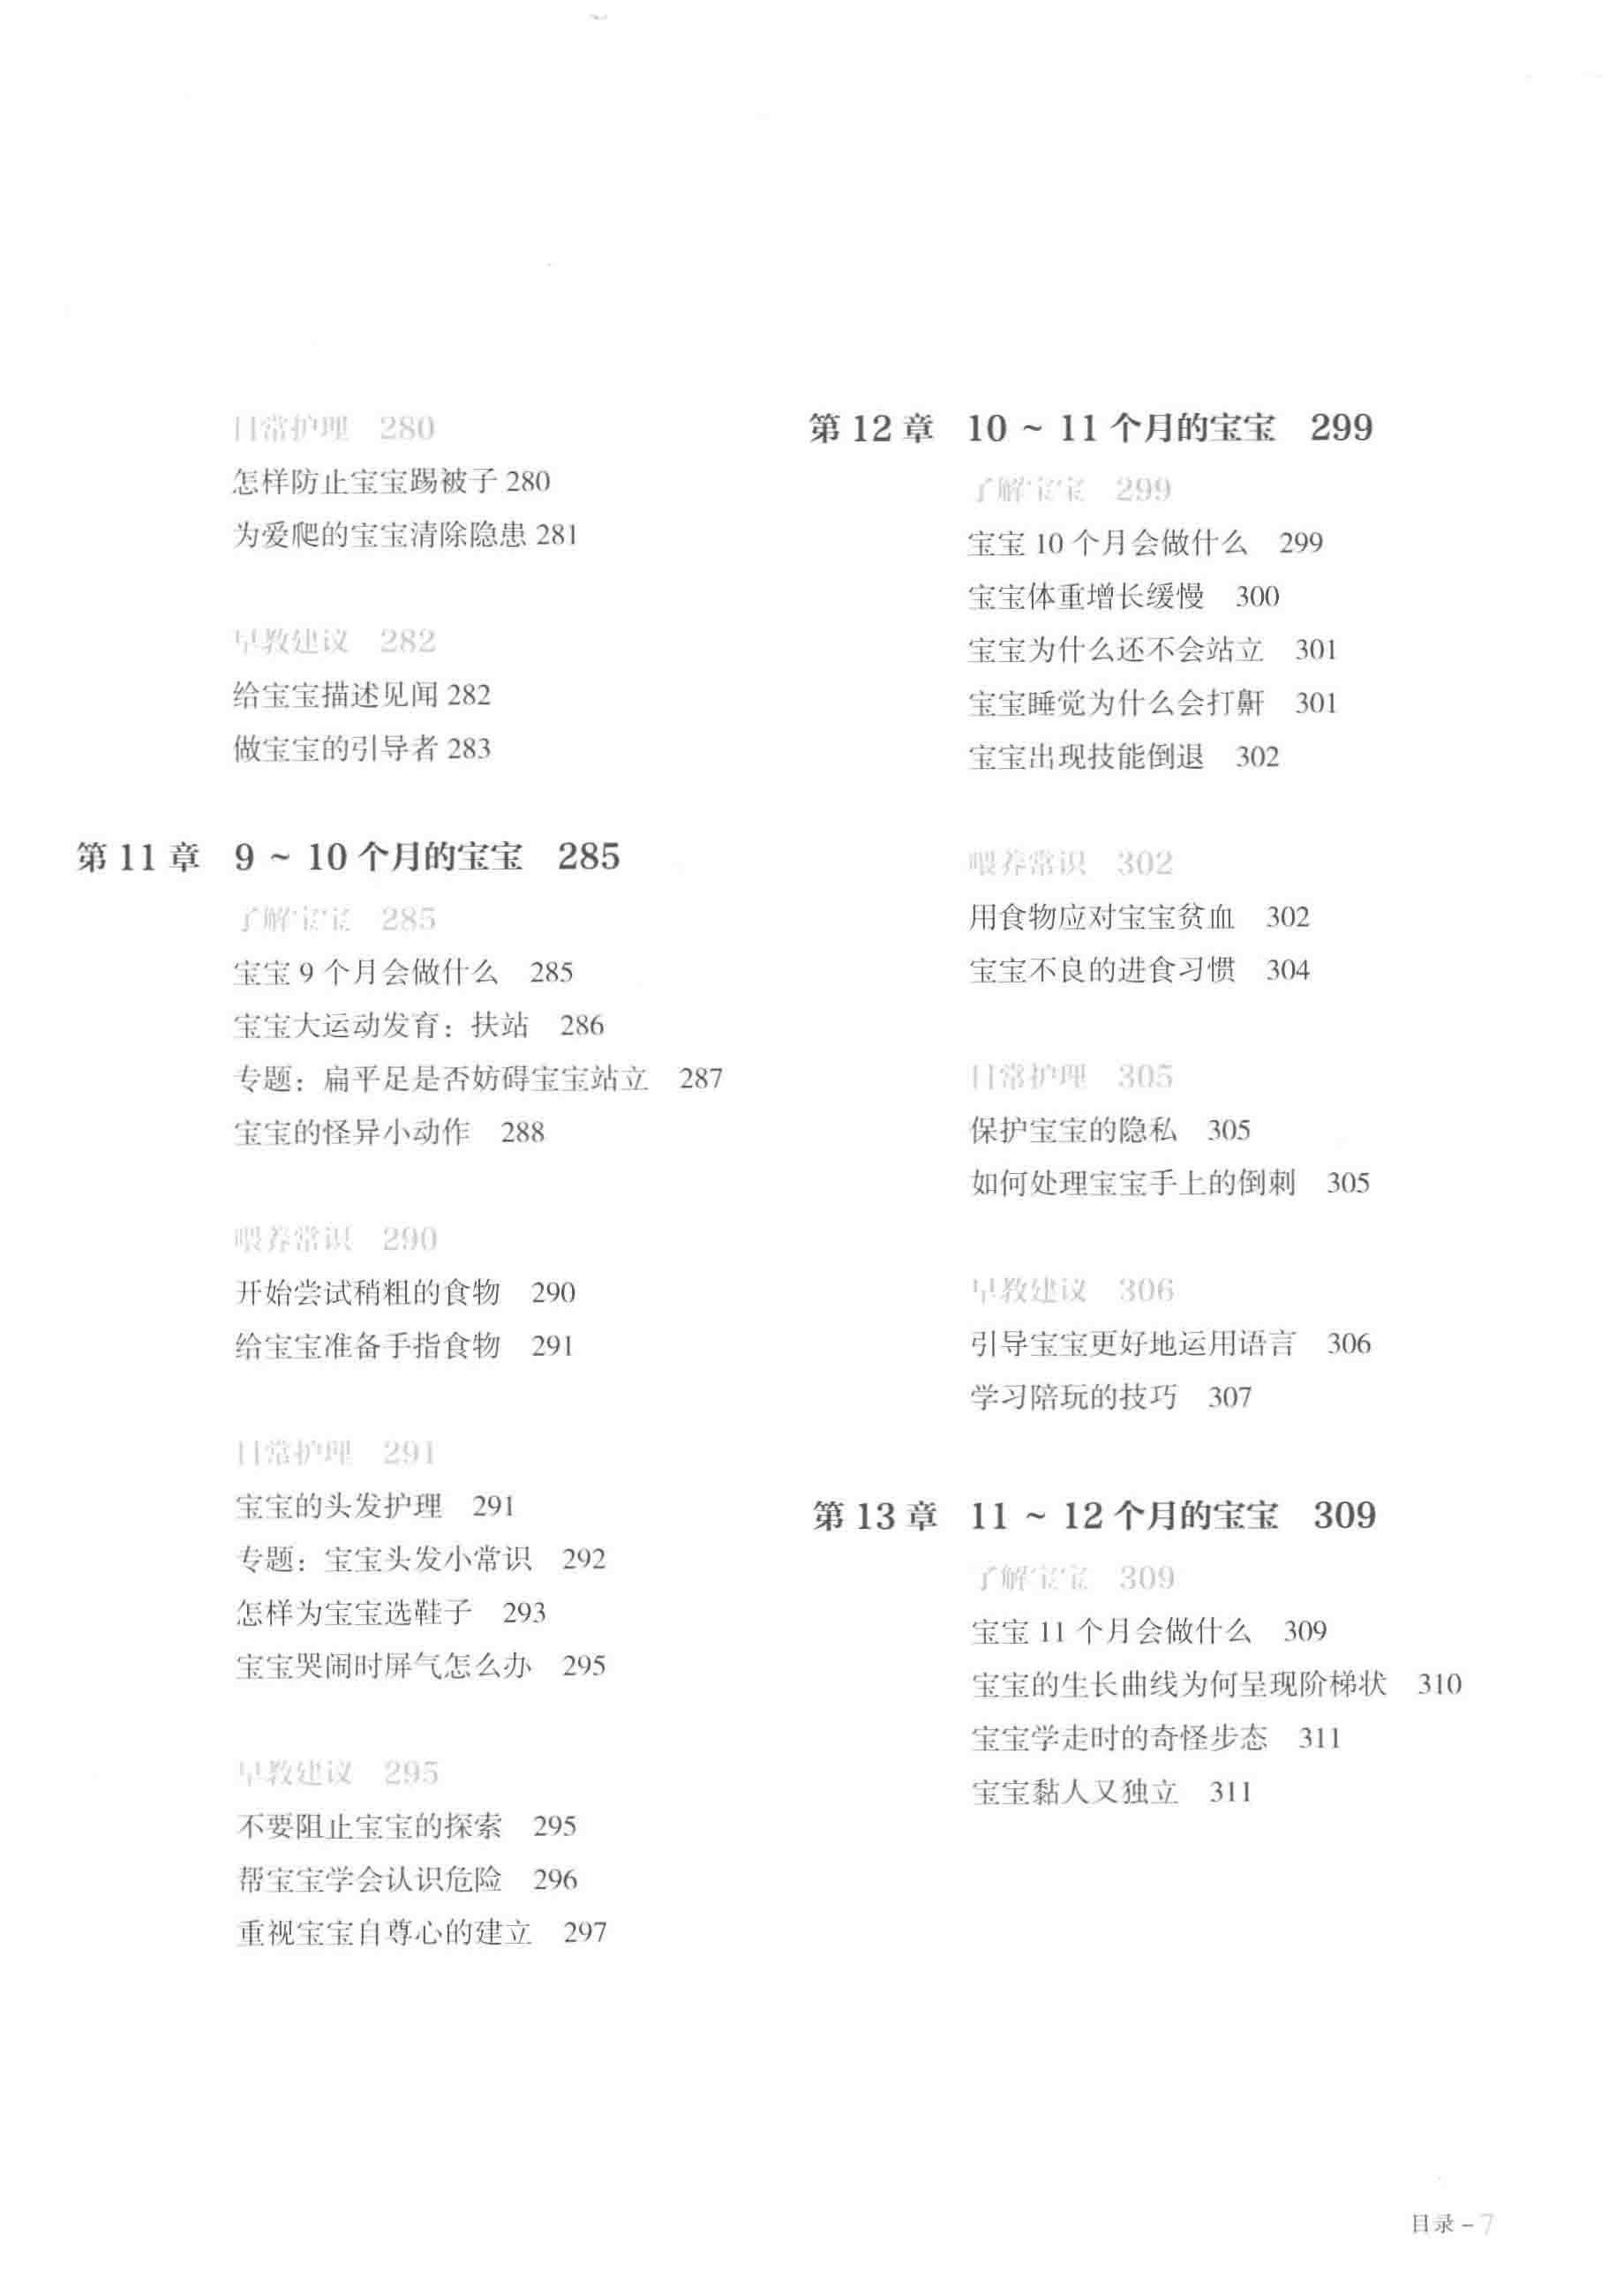 日常护理 280
怎样防止宝宝踢被子 280
为爱爬的宝宝清除隐患 281
早教建议 282
给宝宝描述见闻 282
做宝宝的引导者 283
第 11 章 9 ~ 10 个月的宝宝 285
了解宝宝 285
宝宝 9 个月会做什么 285
宝宝大运动发育：扶站 286
专题：扁平足是否妨碍宝宝站立 287
宝宝的怪异小动作 288
喂养常识 290
开始尝试稍粗的食物 290
给宝宝准备手指食物 291
日常护理 291
宝宝的头发护理 291
专题：宝宝头发小常识 292
怎样为宝宝选鞋子 293
宝宝哭闹时屏气怎么办 295
早教建议 295
不要阻止宝宝的探索 295
帮宝宝学会认识危险 296
重视宝宝自尊心的建立 297
第 12 章 10 ~ 11 个月的宝宝 299
了解宝宝 299
宝宝 10 个月会做什么 299
宝宝体重增长缓慢 300
宝宝为什么还不会站立 301
宝宝睡觉为什么会打鼾 301
宝宝出现技能倒退 302
喂养常识 302
用食物应对宝宝贫血 302
宝宝不良的进食习惯 304
日常护理 305
保护宝宝的隐私 305
如何处理宝宝手上的倒刺 305
早教建议 306
引导宝宝更好地运用语言 306
学习陪玩的技巧 307
第 13 章 11 ~ 12 个月的宝宝 309
了解宝宝 309
宝宝 11 个月会做什么 309
宝宝的生长曲线为何呈现阶梯状 310
宝宝学走时的奇怪步态 311
宝宝黏人又独立 311
目录 - 7